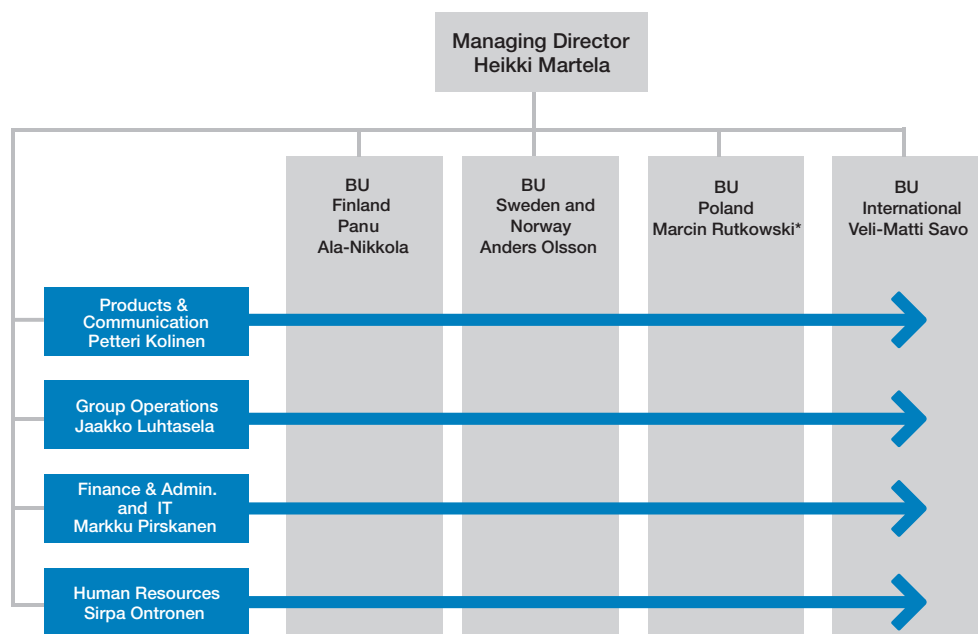 Managing Director
Heikki Martela
BU
Finland
Panu
Ala-Nikkola
BU
Sweden and
Norway
Anders Olsson
BU
Poland
Marcin Rutkowski*
BU
International
Veli-Matti Savo
Products &
Communication
Petteri Kolinen
Group Operations
Jaakko Luhtasela
Finance & Admin.
and IT
Markku Pirskanen
Human Resources
Sirpa Ontronen